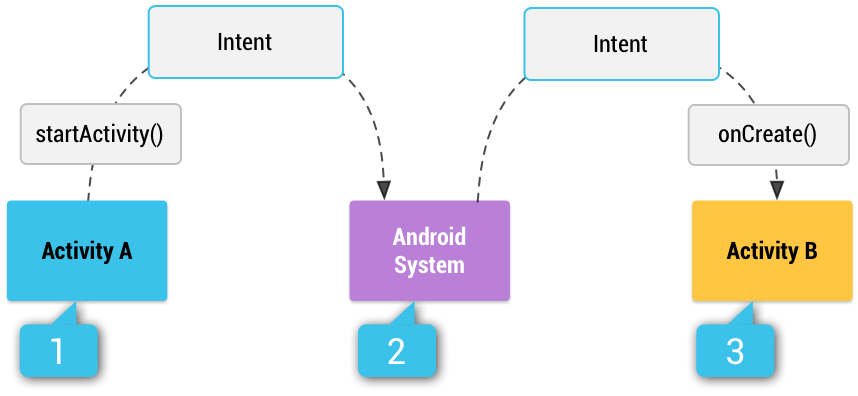 Intent
Intent
startActivity()
onCreate()
Activity A
Android
System
Activity B
1
2
3